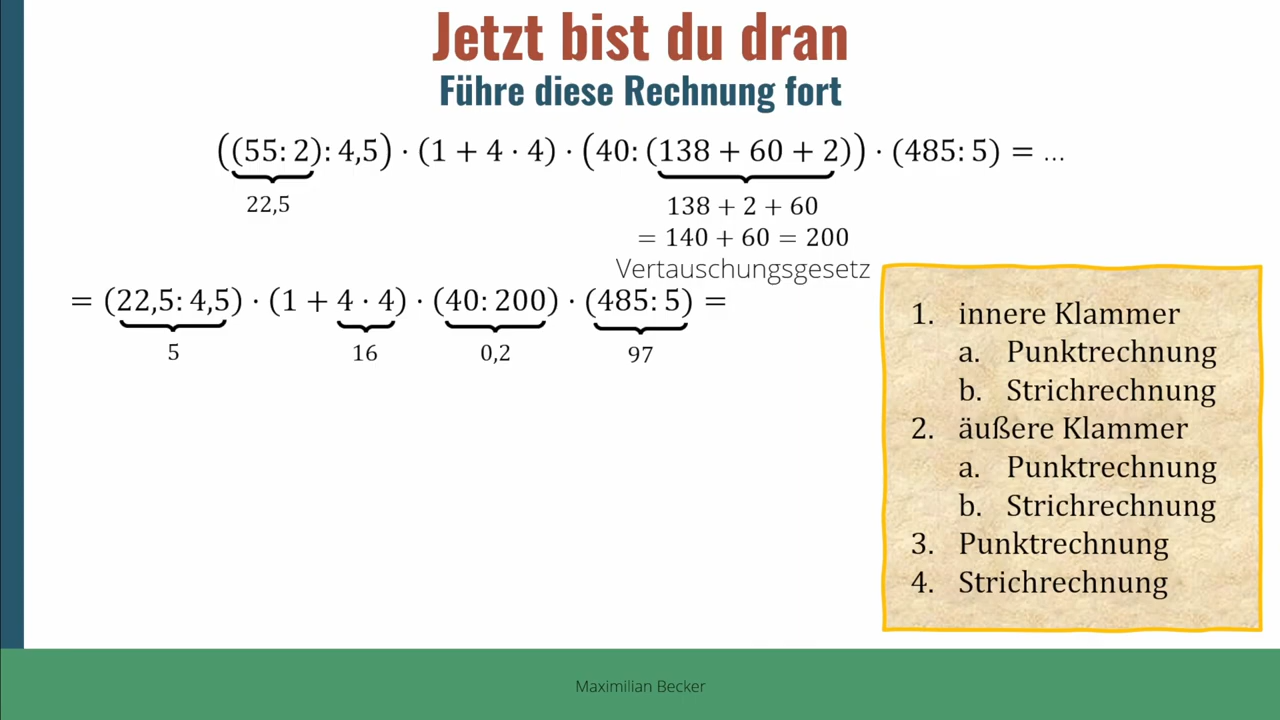 Jetzt bist du dran
Führe diese Rechnung fort
((55:2):4,5) · (1 + 4 · 4) · (40:(138 + 60 + 2)) · (485:5) = ...
22,5
138 + 2 + 60
= 140 + 60 = 200
Vertauschungsgesetz
= (22,5:4,5) · (1 + 4 · 4) · (40:200) · (485:5) =
5 16 0,2 97
1. innere Klammer
a. Punktrechnung
b. Strichrechnung
2. äußere Klammer
a. Punktrechnung
b. Strichrechnung
3. Punktrechnung
4. Strichrechnung
Maximilian Becker